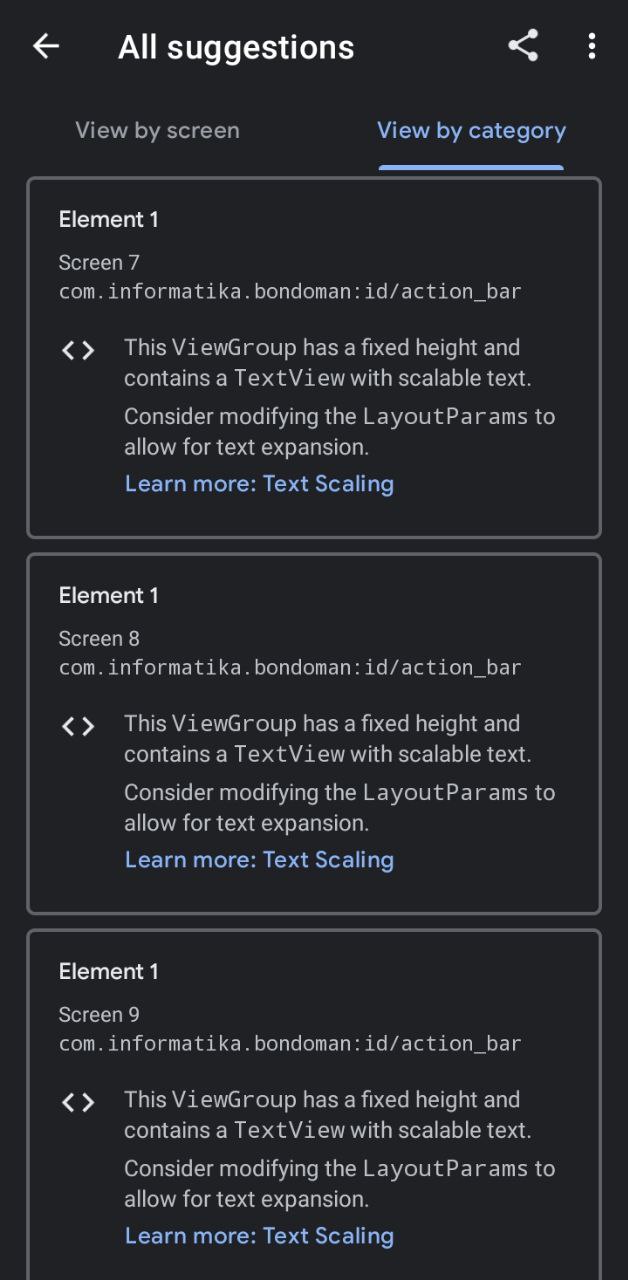 All suggestions
View by screen
View by category
Element 1
Screen 7
com.informatika.bondoman:id/action_bar
This ViewGroup has a fixed height and
contains a TextView with scalable text.
Consider modifying the LayoutParams to
allow for text expansion.
Learn more: Text Scaling
Element 1
Screen 8
com.informatika.bondoman:id/action_bar
This ViewGroup has a fixed height and
contains a TextView with scalable text.
Consider modifying the LayoutParams to
allow for text expansion.
Learn more: Text Scaling
Element 1
Screen 9
com.informatika.bondoman:id/action_bar
This ViewGroup has a fixed height and
contains a TextView with scalable text.
Consider modifying the LayoutParams to
allow for text expansion.
Learn more: Text Scaling